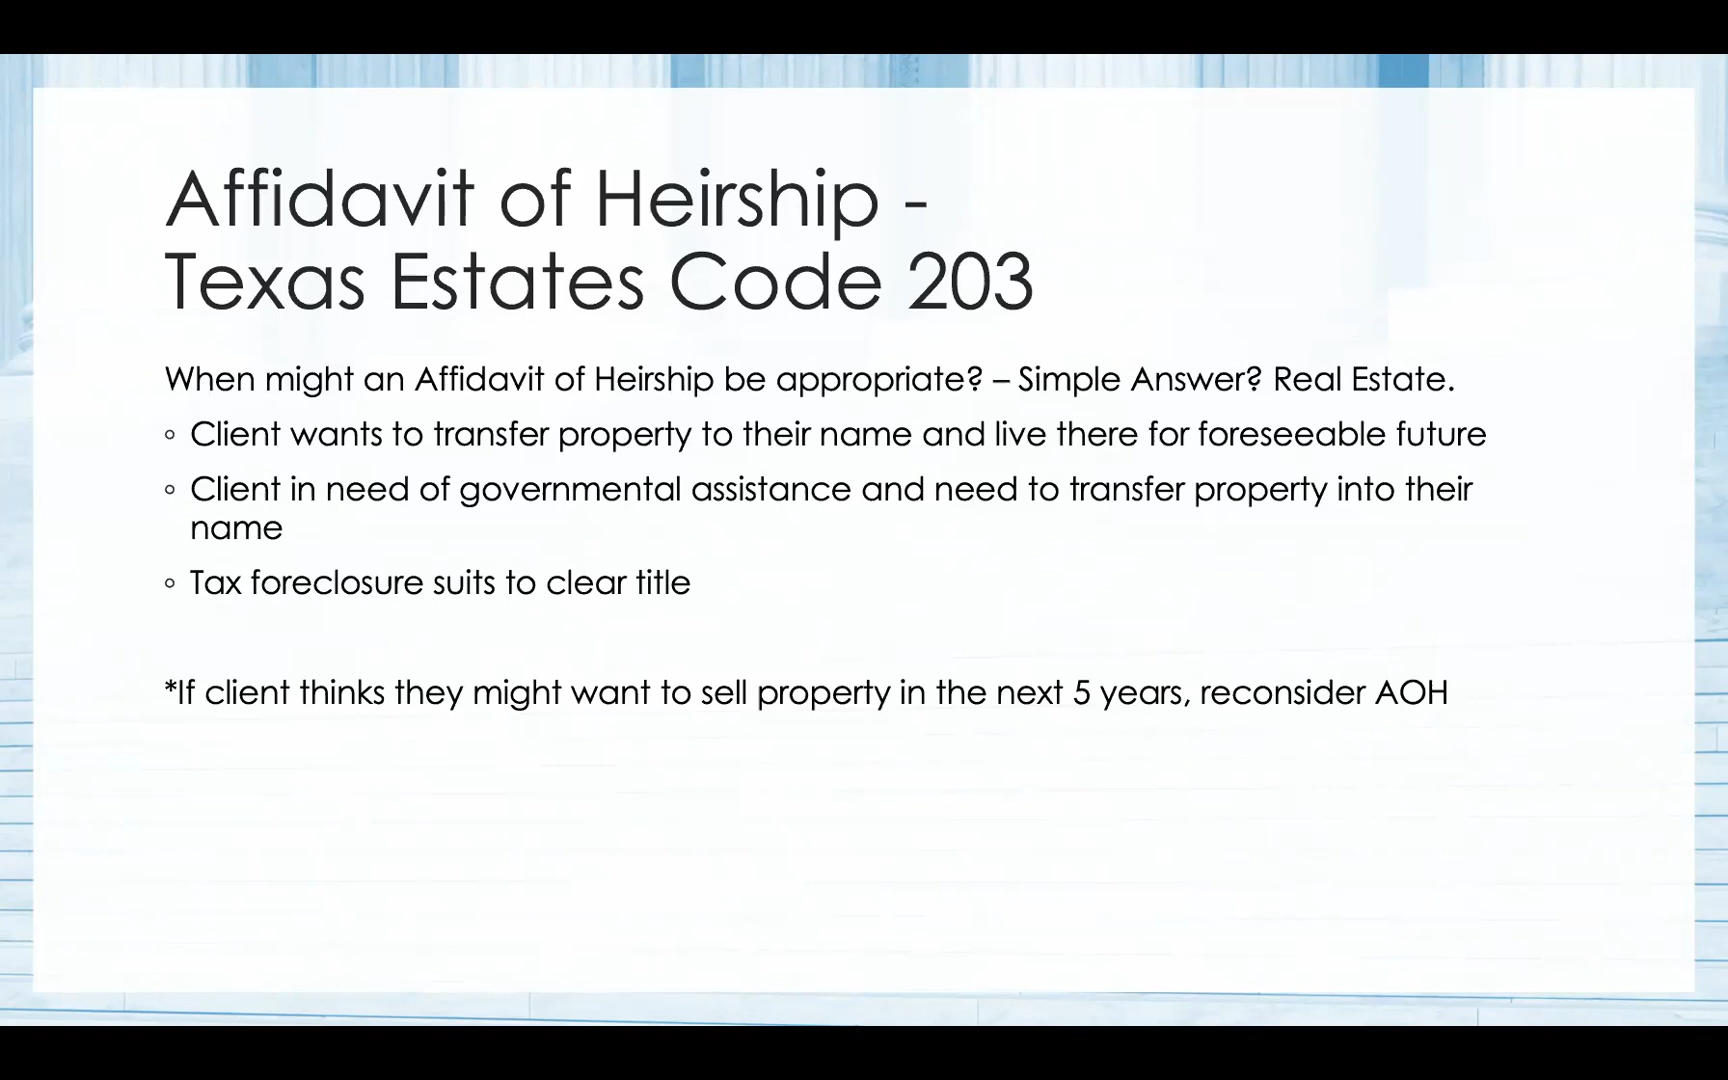 Affidavit of Heirship -
Texas Estates Code 203
When might an Affidavit of Heirship be appropriate? – Simple Answer? Real Estate.
◦ Client wants to transfer property to their name and live there for foreseeable future
◦ Client in need of governmental assistance and need to transfer property into their
name
◦ Tax foreclosure suits to clear title
*If client thinks they might want to sell property in the next 5 years, reconsider AOH